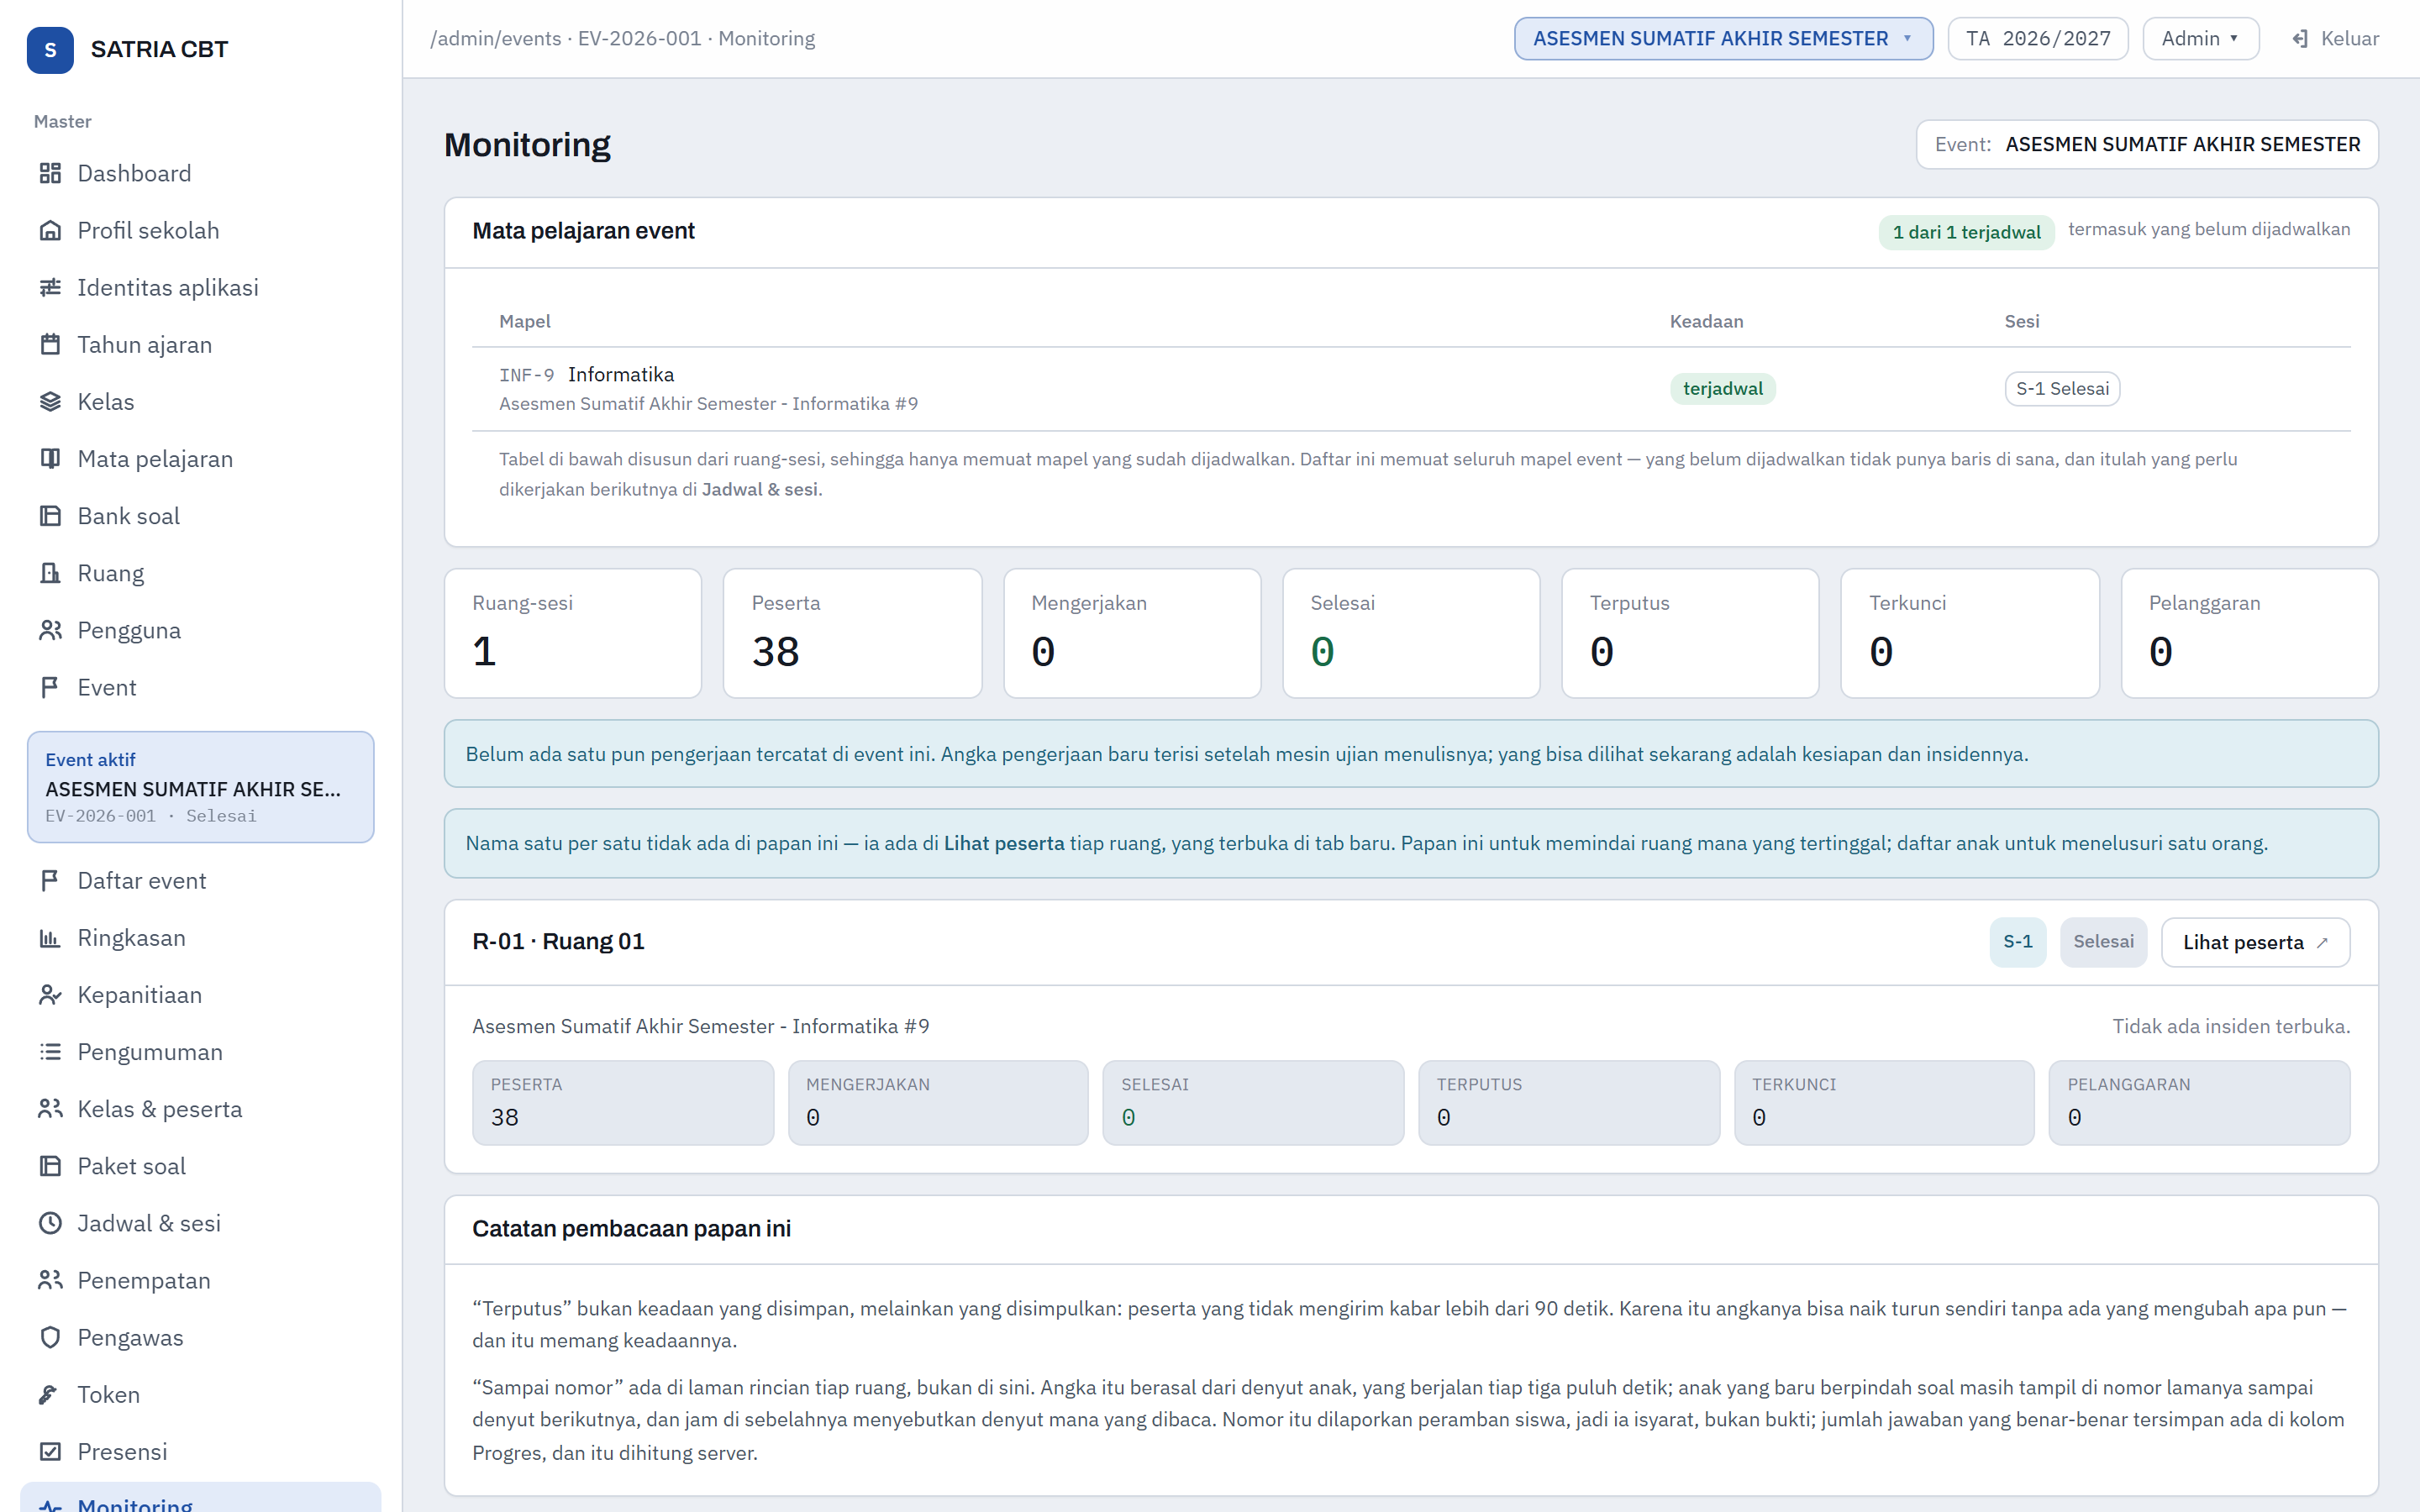 S SATRIA CBT
/admin/events · EV-2026-001 · Monitoring
ASESMEN SUMATIF AKHIR SEMESTER ▾
TA 2026/2027
Admin ▾
Keluar
Master
Dashboard
Profil sekolah
Identitas aplikasi
Tahun ajaran
Kelas
Mata pelajaran
Bank soal
Ruang
Pengguna
Event
Event aktif
ASESMEN SUMATIF AKHIR SE...
EV-2026-001 · Selesai
Daftar event
Ringkasan
Kepanitiaan
Pengumuman
Kelas & peserta
Paket soal
Jadwal & sesi
Penempatan
Pengawas
Token
Presensi
Monitoring
Monitoring
Event: ASESMEN SUMATIF AKHIR SEMESTER
Mata pelajaran event
1 dari 1 terjadwal termasuk yang belum dijadwalkan
Mapel Keadaan Sesi
INF-9 Informatika
Asesmen Sumatif Akhir Semester - Informatika #9
terjadwal
S-1 Selesai
Tabel di bawah disusun dari ruang-sesi, sehingga hanya memuat mapel yang sudah dijadwalkan. Daftar ini memuat seluruh mapel event — yang belum dijadwalkan tidak punya baris di sana, dan itulah yang perlu
dikerjakan berikutnya di Jadwal & sesi.
Ruang-sesi
1
Peserta
38
Mengerjakan
0
Selesai
0
Terputus
0
Terkunci
0
Pelanggaran
0
Belum ada satu pun pengerjaan tercatat di event ini. Angka pengerjaan baru terisi setelah mesin ujian menulisnya; yang bisa dilihat sekarang adalah kesiapan dan insidennya.
Nama satu per satu tidak ada di papan ini — ia ada di Lihat peserta tiap ruang, yang terbuka di tab baru. Papan ini untuk memindai ruang mana yang tertinggal; daftar anak untuk menelusuri satu orang.
R-01 · Ruang 01
S-1
Selesai
Lihat peserta ↗
Asesmen Sumatif Akhir Semester - Informatika #9
Tidak ada insiden terbuka.
PESERTA
38
MENGERJAKAN
0
SELESAI
0
TERPUTUS
0
TERKUNCI
0
PELANGGARAN
0
Catatan pembacaan papan ini
“Terputus” bukan keadaan yang disimpan, melainkan yang disimpulkan: peserta yang tidak mengirim kabar lebih dari 90 detik. Karena itu angkanya bisa naik turun sendiri tanpa ada yang mengubah apa pun —
dan itu memang keadaannya.
“Sampai nomor” ada di laman rincian tiap ruang, bukan di sini. Angka itu berasal dari denyut anak, yang berjalan tiap tiga puluh detik; anak yang baru berpindah soal masih tampil di nomor lamanya sampai
denyut berikutnya, dan jam di sebelahnya menyebutkan denyut mana yang dibaca. Nomor itu dilaporkan peramban siswa, jadi ia isyarat, bukan bukti; jumlah jawaban yang benar-benar tersimpan ada di kolom
Progres, dan itu dihitung server.